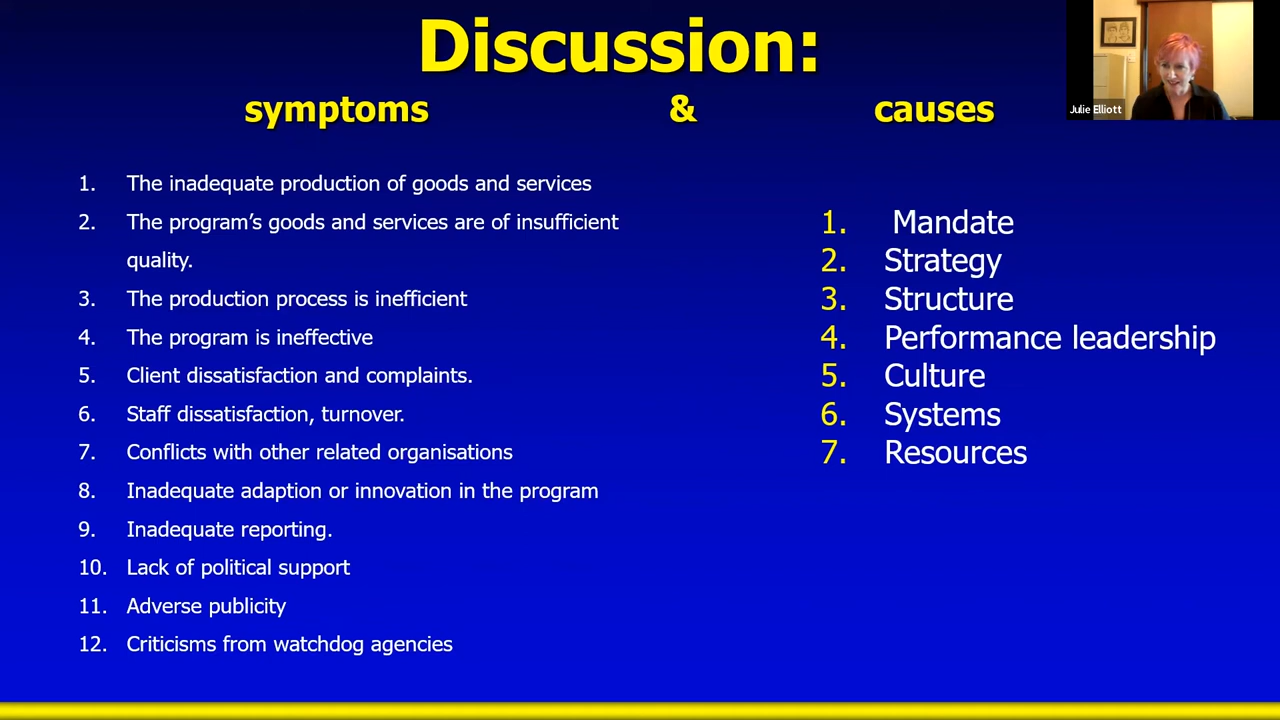 Discussion:
symptoms & causes
Julie Elliott
1. The inadequate production of goods and services
2. The program's goods and services are of insufficient
quality.
3. The production process is inefficient
4. The program is ineffective
5. Client dissatisfaction and complaints.
6. Staff dissatisfaction, turnover.
7. Conflicts with other related organisations
8. Inadequate adaption or innovation in the program
9. Inadequate reporting.
10. Lack of political support
11. Adverse publicity
12. Criticisms from watchdog agencies
1. Mandate
2. Strategy
3. Structure
4. Performance leadership
5. Culture
6. Systems
7. Resources